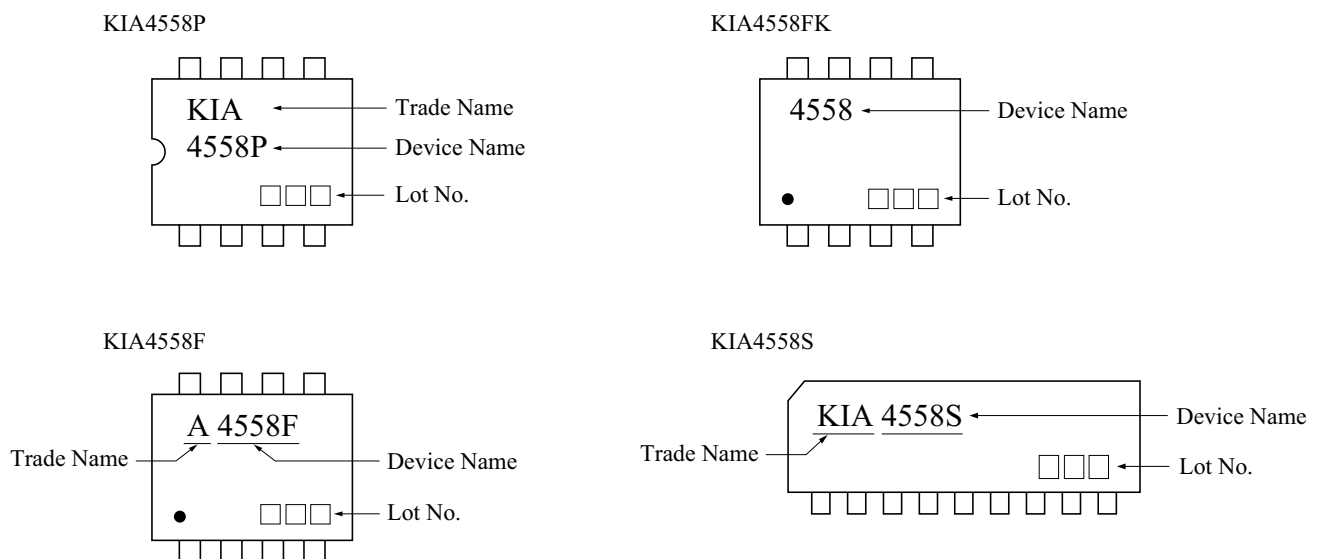 KIA4558P
KIA
Trade Name
4558P
Device Name
Lot No.
KIA4558FK
4558
Device Name
Lot No.
KIA4558F
A 4558F
Trade Name
Device Name
Lot No.
KIA4558S
KIA 4558S
Device Name
Trade Name
Lot No.